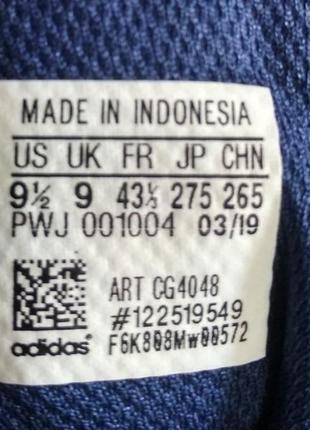 MADE IN INDONESIA
US UK FR JP CHN
9½ 9 43⅓ 275 265
PWJ 001004 03/19
ART CG4048
#122519549
adidas F6K808Mw00572